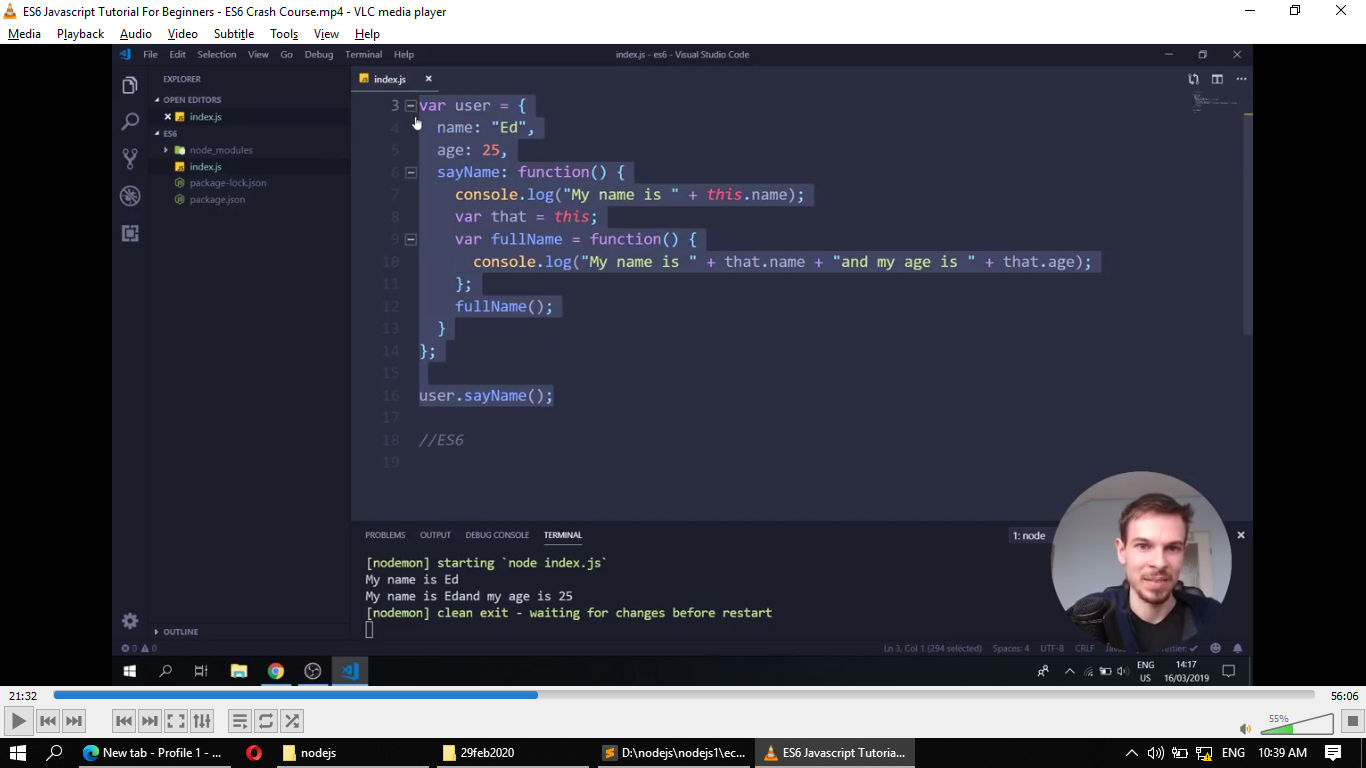 ES6 Javascript Tutorial For Beginners - ES6 Crash Course.mp4 - VLC media player
Media Playback Audio Video Subtitle Tools View Help
File Edit Selection View Go Debug Terminal Help
index.js - es6 - Visual Studio Code
EXPLORER
OPEN EDITORS
index.js
ES6
node_modules
index.js
package-lock.json
package.json
OUTLINE
index.js
3 var user = {
4 name: "Ed",
5 age: 25,
6 sayName: function() {
7 console.log("My name is " + this.name);
8 var that = this;
9 var fullName = function() {
10 console.log("My name is " + that.name + "and my age is " + that.age);
11 };
12 fullName();
13 }
14 };
15
16 user.sayName();
17
18 //ES6
19
PROBLEMS OUTPUT DEBUG CONSOLE TERMINAL
1: node
[nodemon] starting `node index.js`
My name is Ed
My name is Edand my age is 25
[nodemon] clean exit - waiting for changes before restart
0 0
Ln 3, Col 1 (294 selected) Spaces: 4 UTF-8 CRLF
ENG
US
14:17
16/03/2019
21:32
56:06
55%
New tab - Profile 1 - ...
nodejs
29feb2020
D:\nodejs\nodejs1\ec...
ES6 Javascript Tutoria...
ENG 10:39 AM